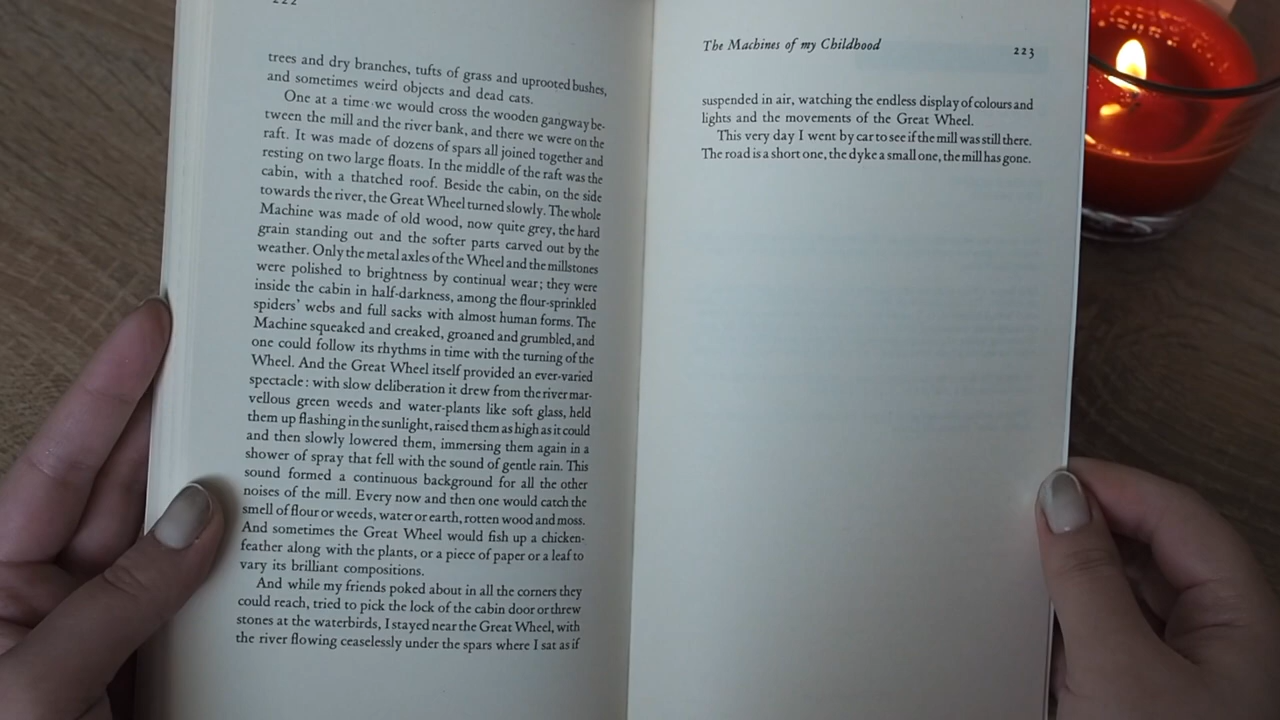 222
trees and dry branches, tufts of grass and uprooted bushes,
and sometimes weird objects and dead cats.
One at a time we would cross the wooden gangway be-
tween the mill and the river bank, and there we were on the
raft. It was made of dozens of spars all joined together and
resting on two large floats. In the middle of the raft was the
cabin, with a thatched roof. Beside the cabin, on the side
towards the river, the Great Wheel turned slowly. The whole
Machine was made of old wood, now quite grey, the hard
grain standing out and the softer parts carved out by the
weather. Only the metal axles of the Wheel and the millstones
were polished to brightness by continual wear; they were
inside the cabin in half-darkness, among the flour-sprinkled
spiders' webs and full sacks with almost human forms. The
Machine squeaked and creaked, groaned and grumbled, and
one could follow its rhythms in time with the turning of the
Wheel. And the Great Wheel itself provided an ever-varied
spectacle: with slow deliberation it drew from the river mar-
vellous green weeds and water-plants like soft glass, held
them up flashing in the sunlight, raised them as high as it could
and then slowly lowered them, immersing them again in a
shower of spray that fell with the sound of gentle rain. This
sound formed a continuous background for all the other
noises of the mill. Every now and then one would catch the
smell of flour or weeds, water or earth, rotten wood and moss.
And sometimes the Great Wheel would fish up a chicken-
feather along with the plants, or a piece of paper or a leaf to
vary its brilliant compositions.
And while my friends poked about in all the corners they
could reach, tried to pick the lock of the cabin door or threw
stones at the waterbirds, I stayed near the Great Wheel, with
the river flowing ceaselessly under the spars where I sat as if
The Machines of my Childhood 223
suspended in air, watching the endless display of colours and
lights and the movements of the Great Wheel.
This very day I went by car to see if the mill was still there.
The road is a short one, the dyke a small one, the mill has gone.